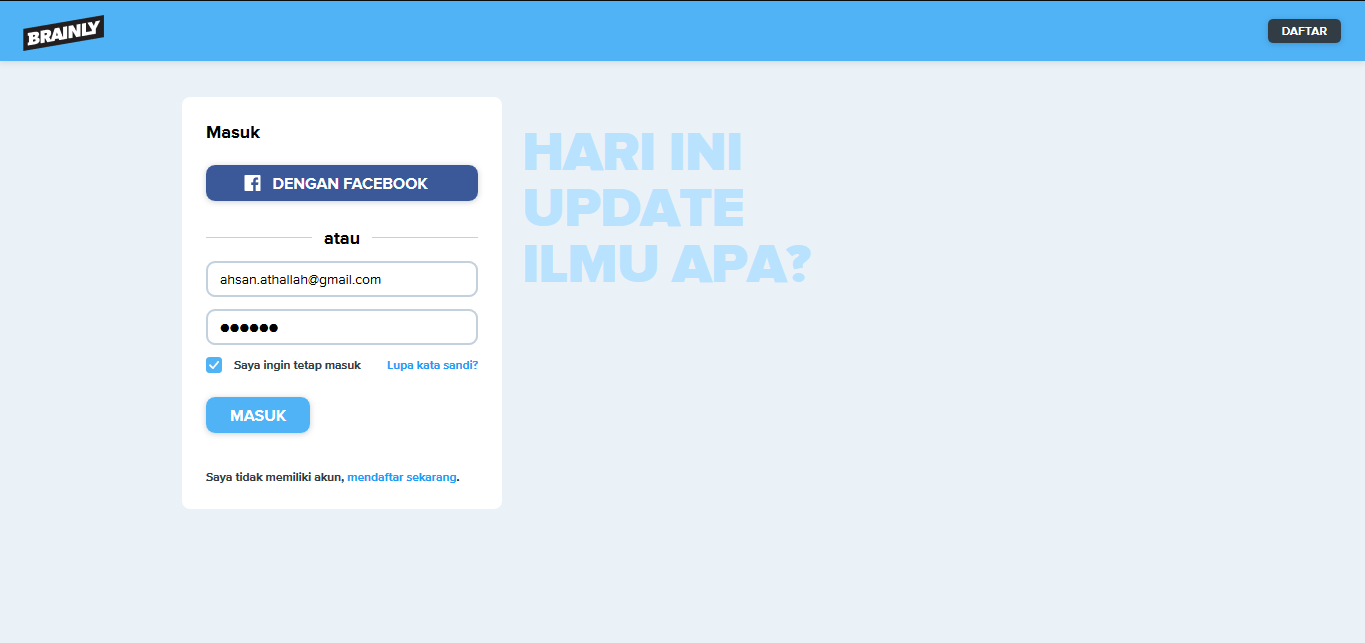 BRAINLY
DAFTAR
Masuk
DENGAN FACEBOOK
atau
ahsan.athallah@gmail.com
●●●●●●
Saya ingin tetap masuk
Lupa kata sandi?
MASUK
Saya tidak memiliki akun, mendaftar sekarang.
HARI INI
UPDATE
ILMU APA?